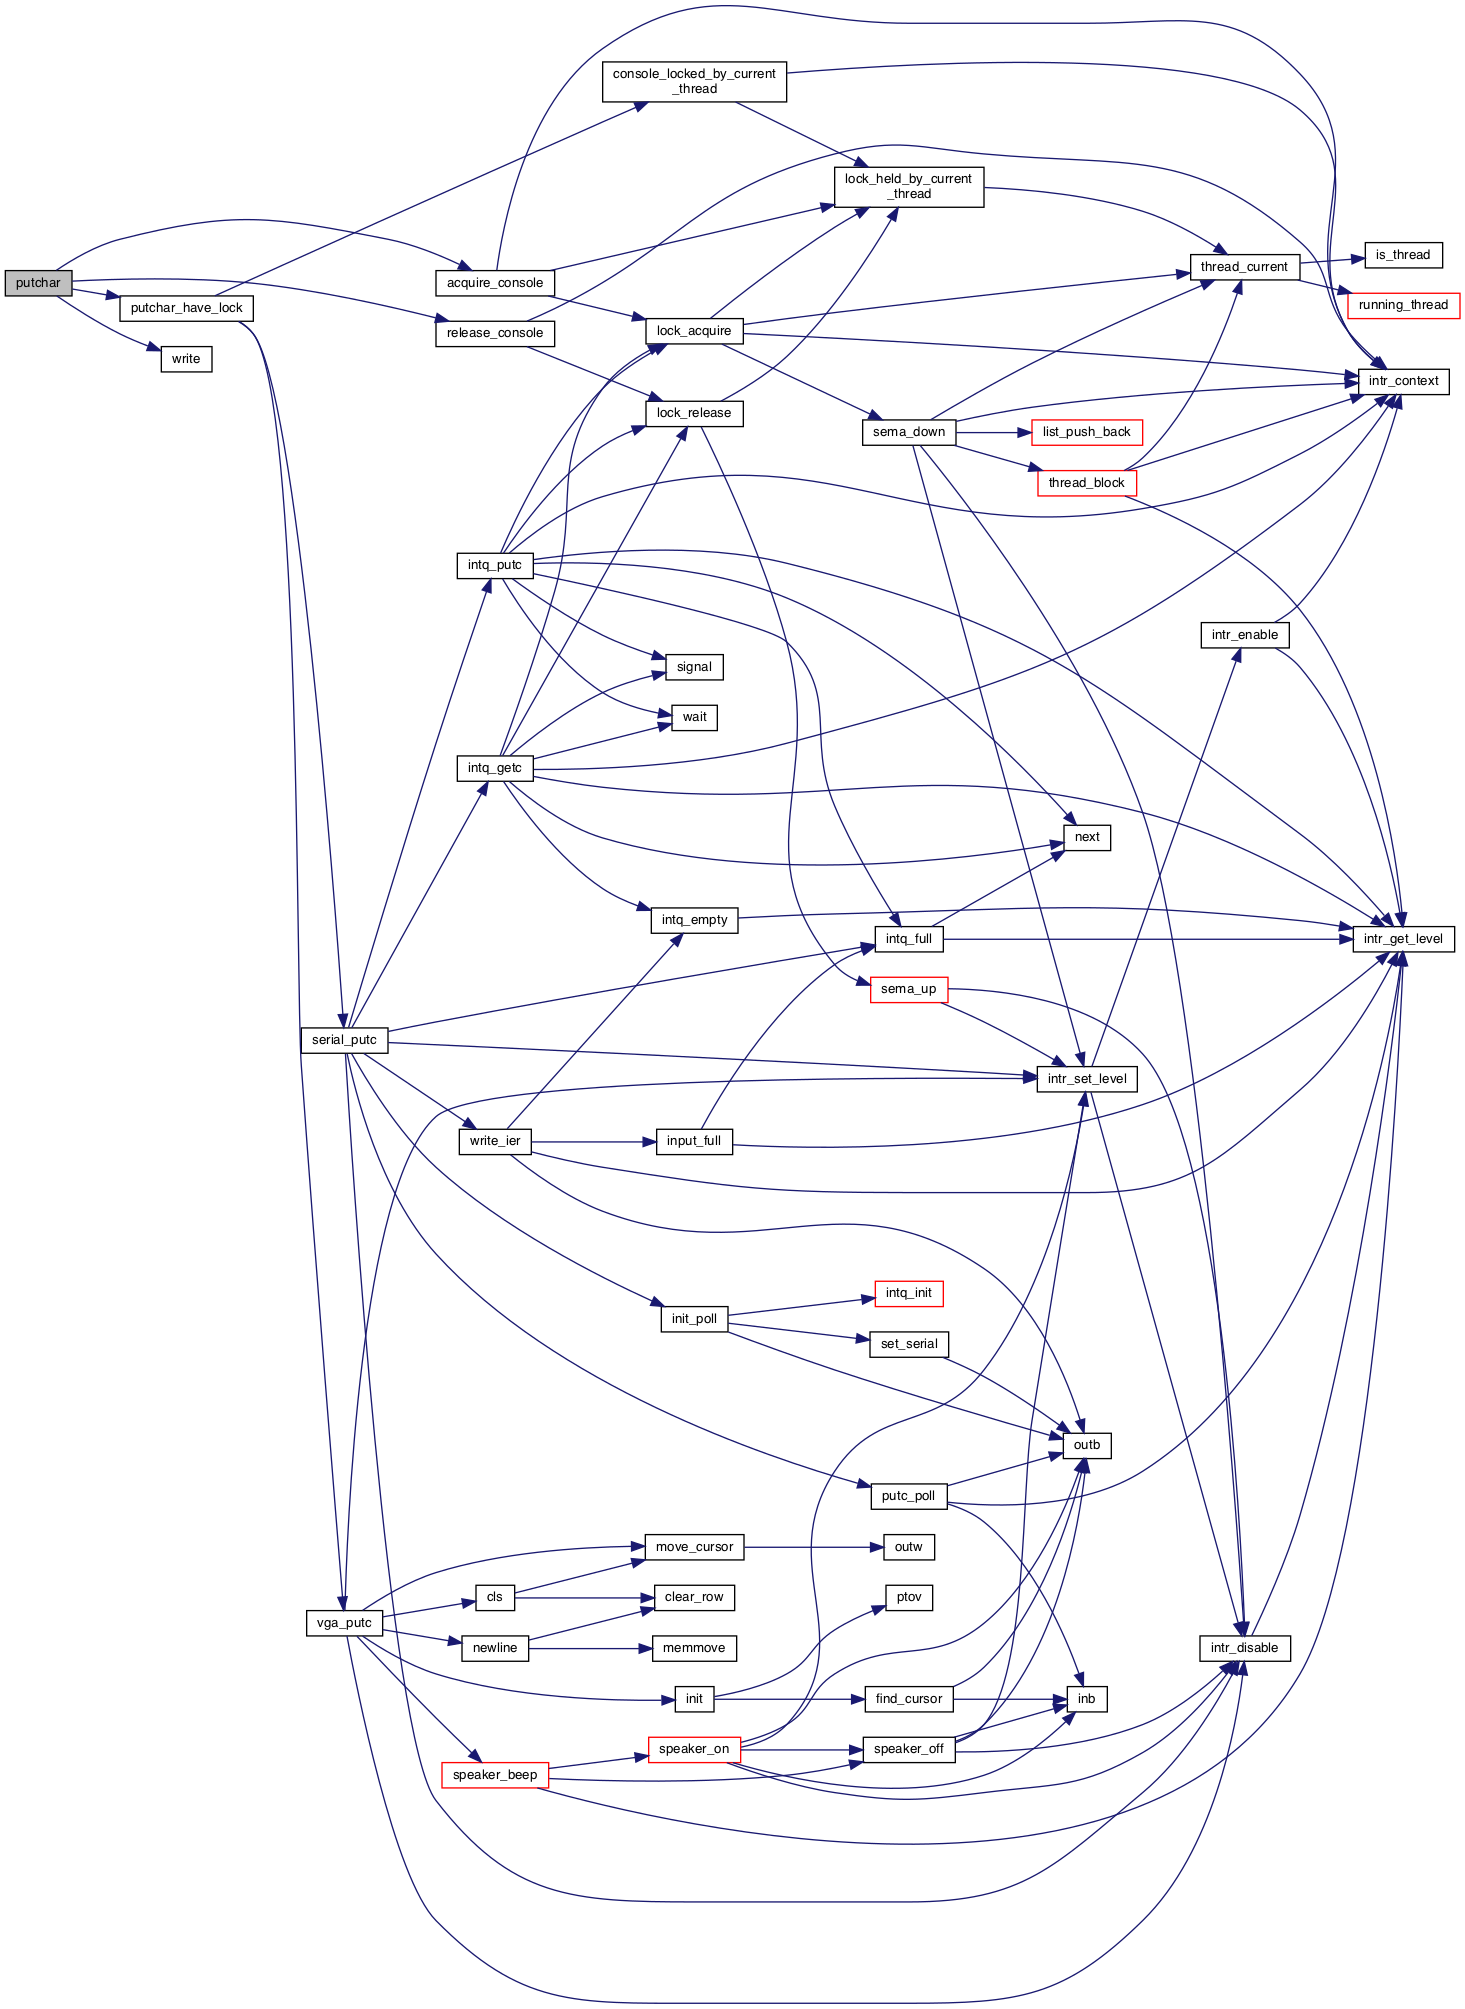 console_locked_by_current
_thread
lock_held_by_current
_thread
is_thread
thread_current
putchar
acquire_console
running_thread
putchar_have_lock
release_console
lock_acquire
write
intr_context
lock_release
sema_down
list_push_back
thread_block
intq_putc
intr_enable
signal
wait
intq_getc
next
intq_empty
intq_full
intr_get_level
sema_up
serial_putc
intr_set_level
write_ier
input_full
intq_init
init_poll
set_serial
outb
putc_poll
move_cursor
outw
cls
clear_row
ptov
vga_putc
newline
memmove
intr_disable
init
find_cursor
inb
speaker_on
speaker_off
speaker_beep